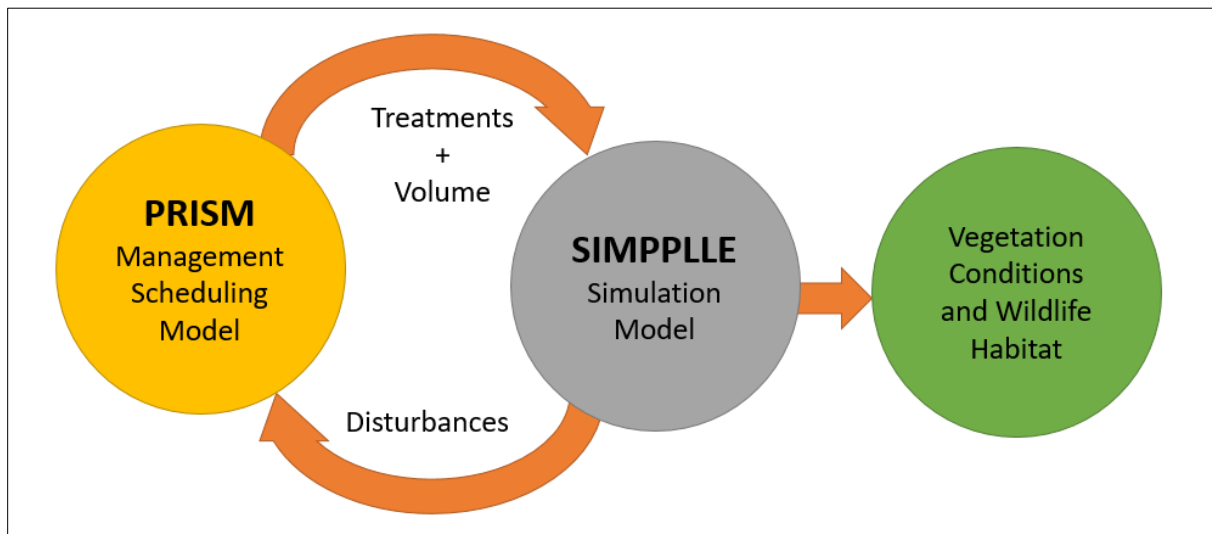 PRISM
Management
Scheduling
Model
Treatments
+
Volume
Disturbances
SIMPPLLE
Simulation
Model
Vegetation
Conditions
and Wildlife
Habitat